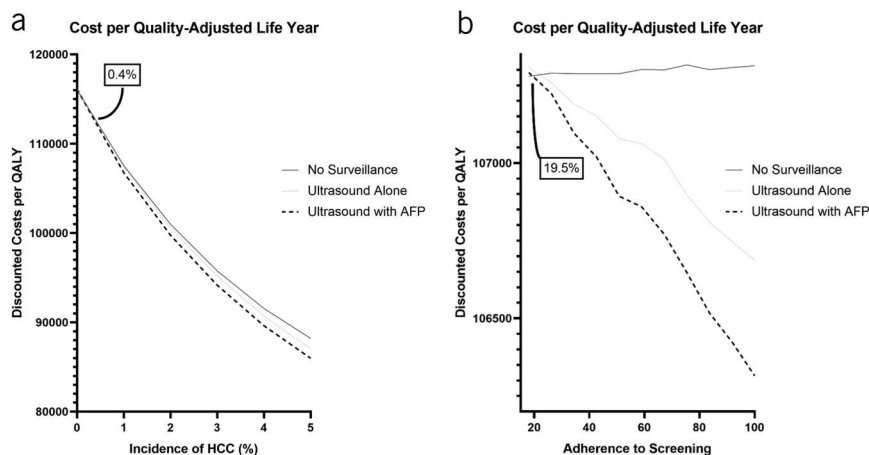 a
Cost per Quality-Adjusted Life Year
120000
110000
100000
90000
80000
Discounted Costs per QALY
0.4%
No Surveillance
Ultrasound Alone
Ultrasound with AFP
0 1 2 3 4 5
Incidence of HCC (%)
b
Cost per Quality-Adjusted Life Year
107000
106500
Discounted Costs per QALY
19.5%
No Surveillance
Ultrasound Alone
Ultrasound with AFP
20 40 60 80 100
Adherence to Screening